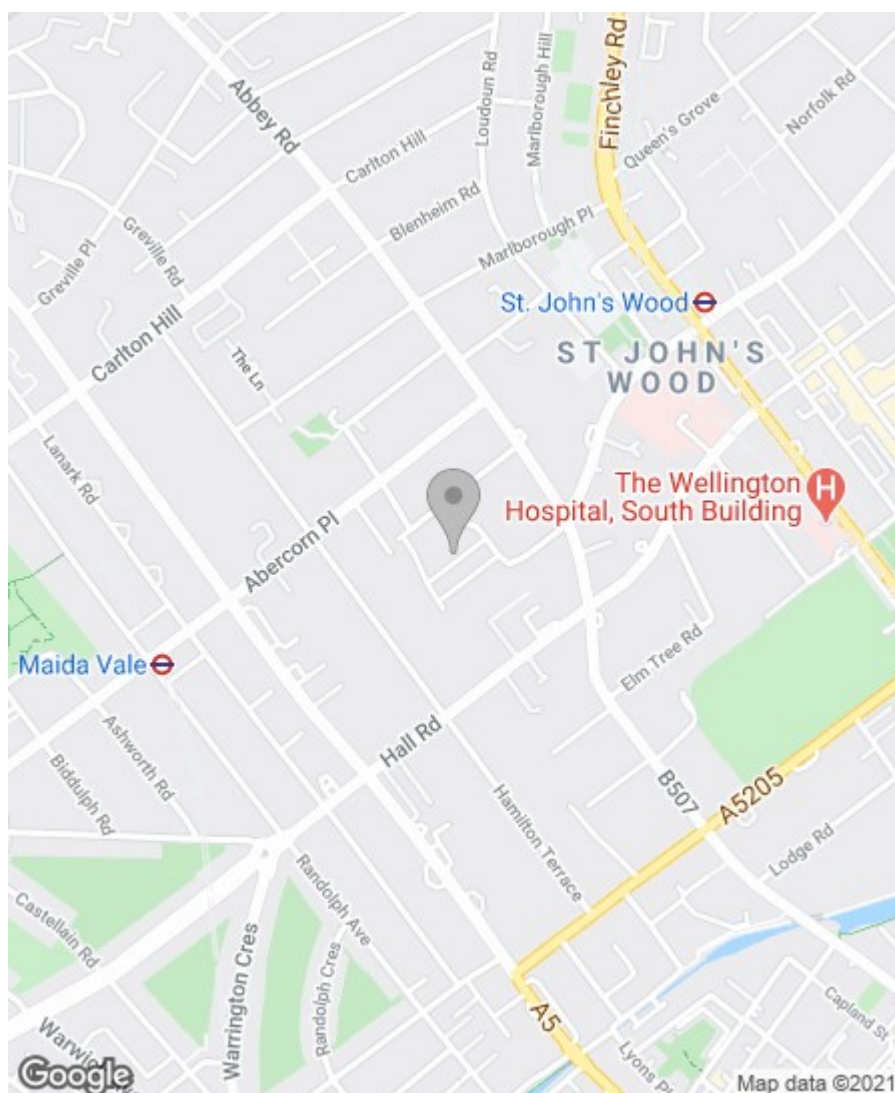 Abbey Rd
Loudoun Rd
Marlborough Hill
Finchley Rd
Norfolk Rd
Queen's Grove
Carlton Hill
Blenheim Rd
Marlborough Pl
Greville Rd
Greville Pl
St. John's Wood
ST JOHN'S
WOOD
Carlton Hill
The Ln
Lanark Rd
The Wellington
Hospital, South Building
H
Abercorn Pl
Maida Vale
Elm Tree Rd
Ashworth Rd
Biddulph Rd
Hall Rd
Hamilton Terrace
B507
A5205
Lodge Rd
Castellain Rd
Randolph Ave
Warrington Cres
Randolph Cres
A5
Capland St
Lyons Pl
Google
Map data ©2021